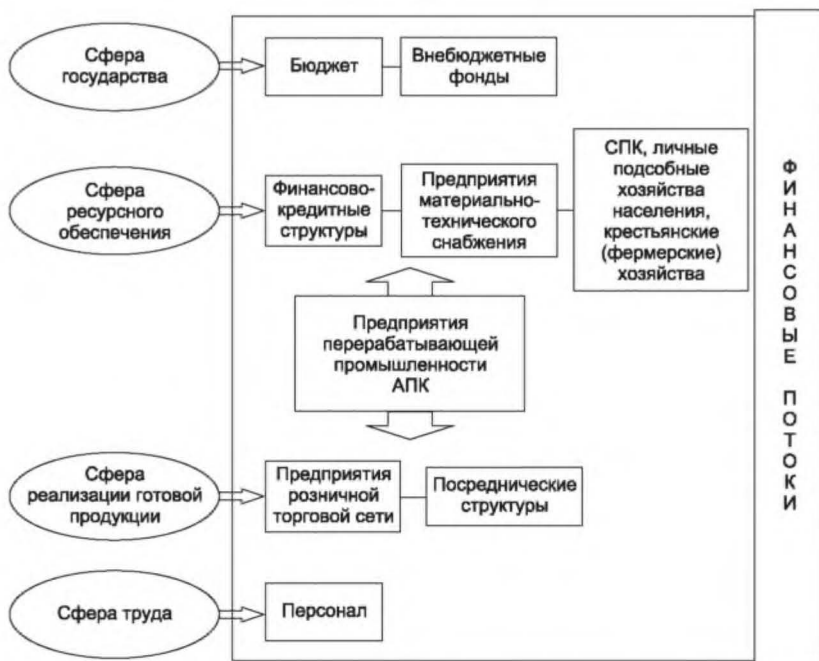 Сфера
государства
Бюджет
Внебюджетные
фонды
Сфера
ресурсного
обеспечения
Финансово-
кредитные
структуры
Предприятия
материально-
технического
снабжения
СПК, личные
подсобные
хозяйства
населения,
крестьянские
(фермерские)
хозяйства
Предприятия
перерабатывающей
промышленности
АПК
Сфера
реализации готовой
продукции
Предприятия
розничной
торговой сети
Посреднические
структуры
Сфера труда
Персонал
ФИНАНСОВЫЕ ПОТОКИ